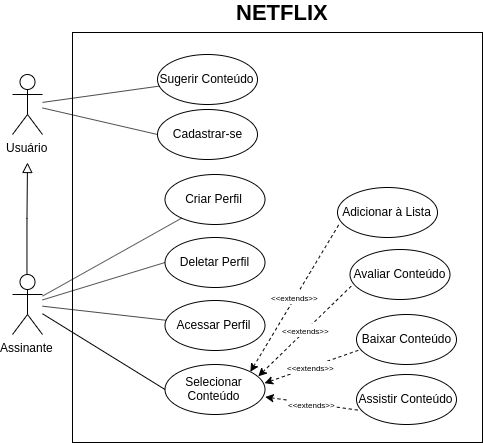 NETFLIX
Sugerir Conteúdo
Cadastrar-se
Usuário
Criar Perfil
Adicionar à Lista
Deletar Perfil
Avaliar Conteúdo
<<extends>>
Acessar Perfil
<<extends>>
Baixar Conteúdo
Assinante
<<extends>>
Selecionar
Conteúdo
<<extends>>
Assistir Conteúdo